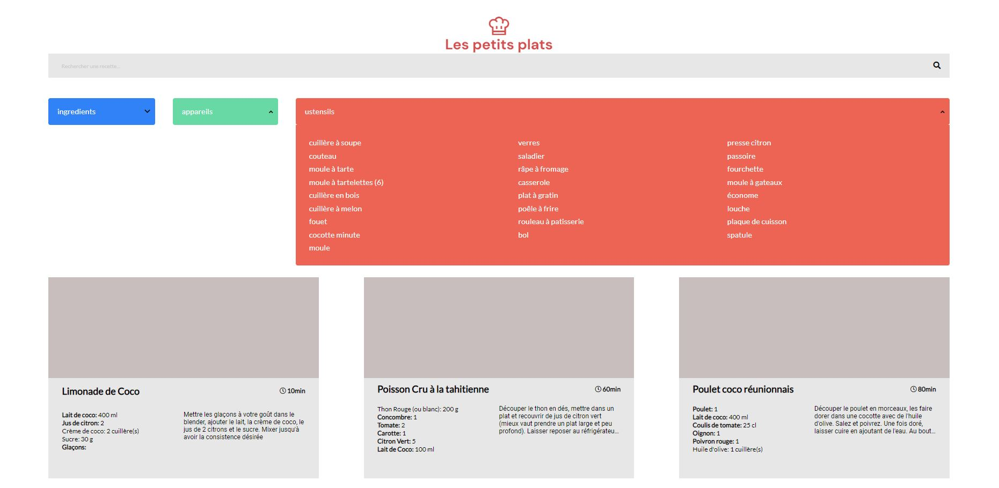 Les petits plats
Rechercher une recette...
ingredients
appareils
ustensils
cuillère à soupe
couteau
moule à tarte
moule à tartelettes (6)
cuillère en bois
cuillère à melon
fouet
cocotte minute
moule
verres
saladier
râpe à fromage
casserole
plat à gratin
poêle à frire
rouleau à patisserie
bol
presse citron
passoire
fourchette
moule à gateaux
économe
louche
plaque de cuisson
spatule
Limonade de Coco
10min
Lait de coco: 400 ml
Jus de citron: 2
Crème de coco: 2 cuillère(s)
Sucre: 30 g
Glaçons:
Mettre les glaçons à votre goût dans le
blender, ajouter le lait, la crème de coco, le
jus de 2 citrons et le sucre. Mixer jusqu'à
avoir la consistence désirée
Poisson Cru à la tahitienne
60min
Thon Rouge (ou blanc): 200 g
Concombre: 1
Tomate: 2
Carotte: 1
Citron Vert: 5
Lait de Coco: 100 ml
Découper le thon en dés, mettre dans un
plat et recouvrir de jus de citron vert
(mieux vaut prendre un plat large et peu
profond). Laisser reposer au réfrigérateu...
Poulet coco réunionnais
80min
Poulet: 1
Lait de coco: 400 ml
Coulis de tomate: 25 cl
Oignon: 1
Poivron rouge: 1
Huile d'olive: 1 cuillère(s)
Découper le poulet en morceaux, les faire
dorer dans une cocotte avec de l'huile
d'olive. Salez et poivrez. Une fois doré,
laisser cuire en ajoutant de l'eau. Au bout...